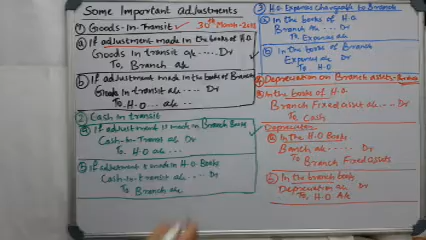 Some Important adjustments
① Goods-In-Transit 30th March-2018
ⓐ If adjustment made in the books of H.O
Goods in transit a/c ..... Dr
To, Branch a/c
ⓑ If adjustment made in the books of Branch
Goods In transit a/c ... Dr
To H.O... a/c...
② Cash in transit
ⓐ If adjustment is made in Branch Books
Cash-In-Transit a/c Dr
To H.O a/c ...
ⓑ If adjustment is made in H.O Books
Cash-in-transit a/c ... Dr
To Branch a/c
③ H.O Expenses chargeable to Branch
ⓐ In the books of H.O
Branch a/c .... Dr
To Expenses a/c
ⓑ In the books of Branch
Expenses a/c Dr
To H.O
④ Depreciation on Branch assets-
ⓐ In the books of H.O
Branch Fixed asset a/c ... Dr
To Cash
Depreciation
ⓐ In the H.O Books
Branch a/c ..... Dr
To Branch Fixed assets
ⓑ In the branch books
Depreciation a/c Dr
To H.O A/c